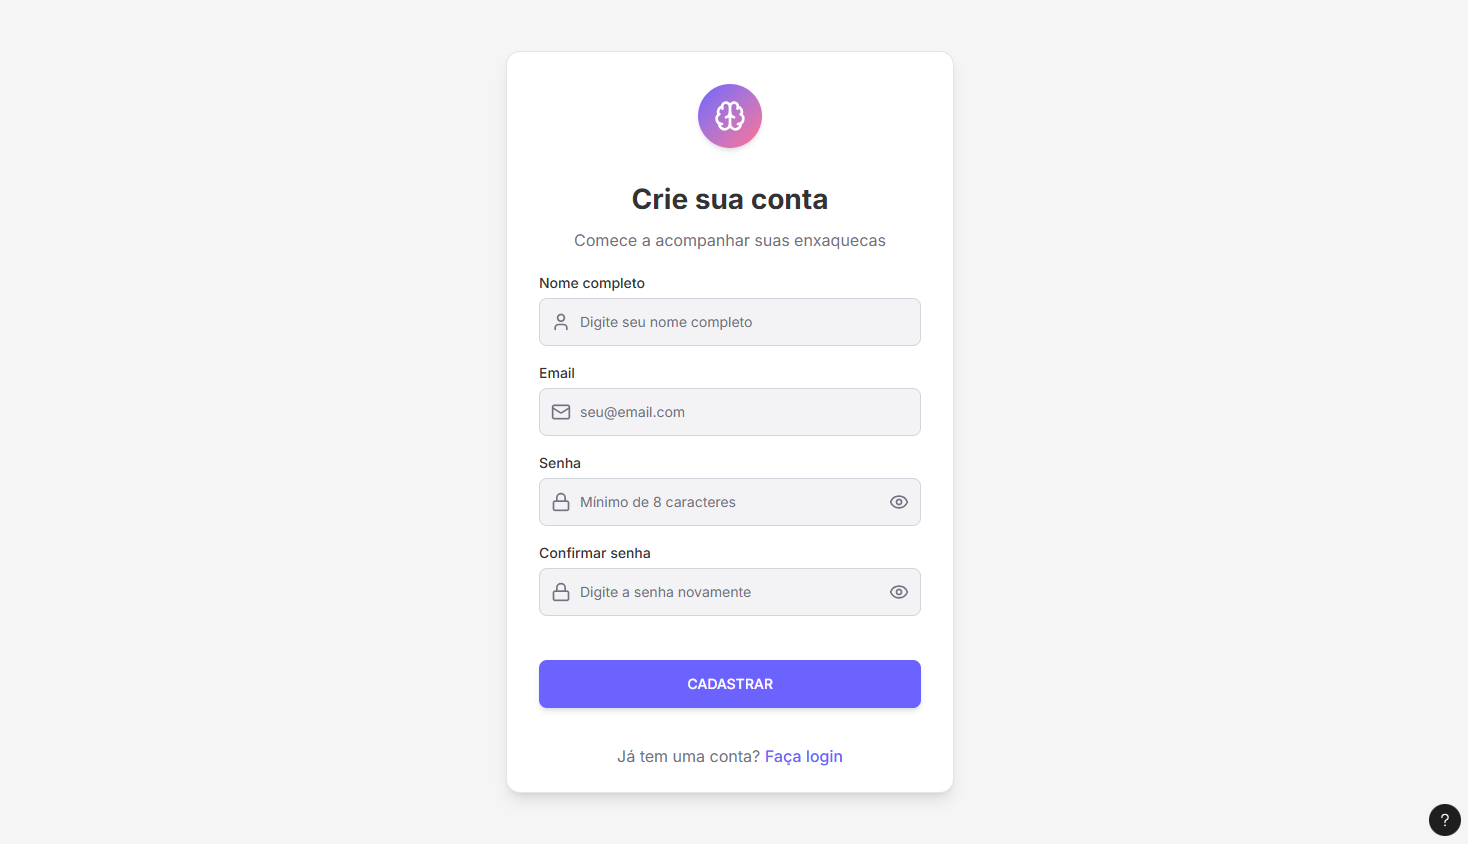 Crie sua conta
Comece a acompanhar suas enxaquecas
Nome completo
Digite seu nome completo
Email
seu@email.com
Senha
Mínimo de 8 caracteres
Confirmar senha
Digite a senha novamente
CADASTRAR
Já tem uma conta? Faça login
?